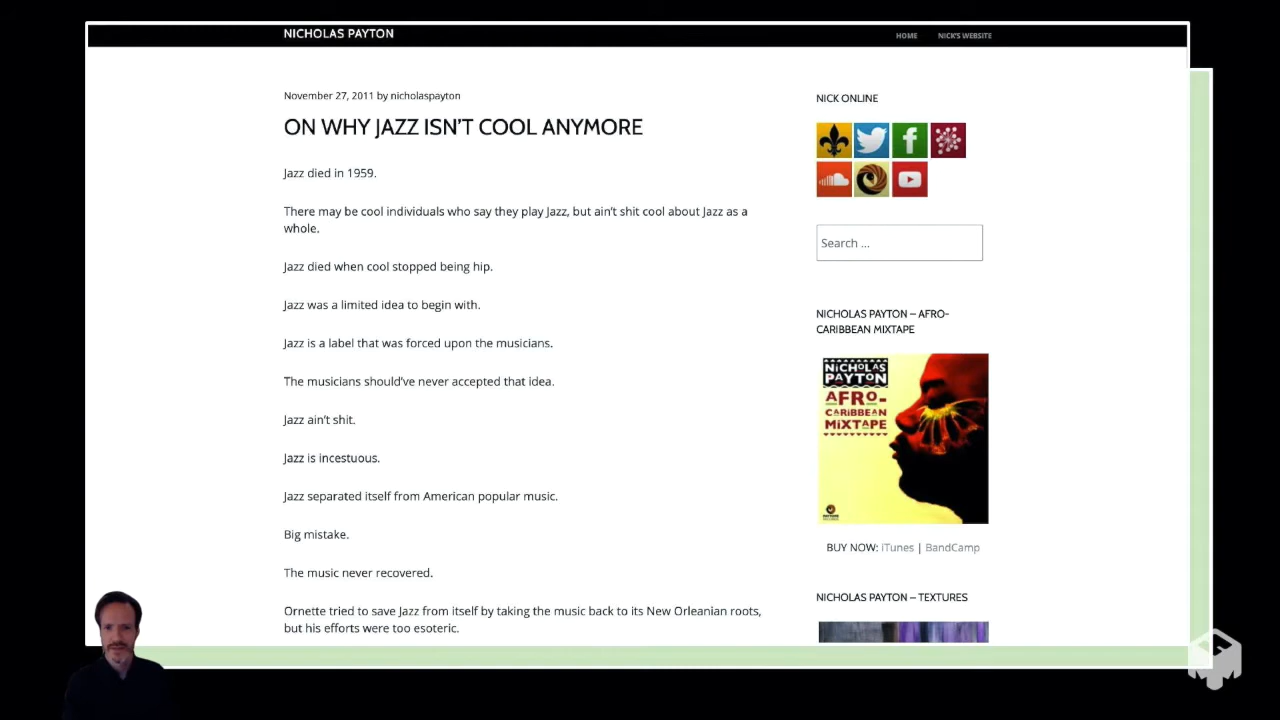 NICHOLAS PAYTON
HOME
NICK'S WEBSITE
November 27, 2011 by nicholaspayton
ON WHY JAZZ ISN'T COOL ANYMORE
Jazz died in 1959.
There may be cool individuals who say they play Jazz, but ain't shit cool about Jazz as a
whole.
Jazz died when cool stopped being hip.
Jazz was a limited idea to begin with.
Jazz is a label that was forced upon the musicians.
The musicians should've never accepted that idea.
Jazz ain't shit.
Jazz is incestuous.
Jazz separated itself from American popular music.
Big mistake.
The music never recovered.
Ornette tried to save Jazz from itself by taking the music back to its New Orleanian roots,
but his efforts were too esoteric.
NICK ONLINE
Search ...
NICHOLAS PAYTON – AFRO-
CARIBBEAN MIXTAPE
NICHOLAS
PAYTON
AFRO-
CARIBBEAN
MIXTAPE
BUY NOW: iTunes | BandCamp
NICHOLAS PAYTON – TEXTURES